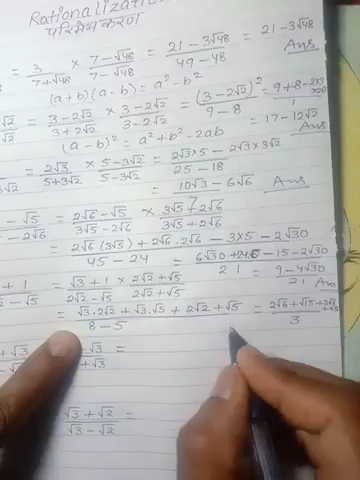 Rationalization
परिमेयकरण
= 3/(7+√48) × (7-√48)/(7-√48) = (21-3√48)/(49-48) = 21-3√48 Ans
(a+b)(a-b) = a²-b²
= (3-2√2)/(3+2√2) × (3-2√2)/(3-2√2) = (3-2√2)²/(9-8) = (9+8-2×3×2√2)/1
(a-b)² = a²+b²-2ab = 17-12√2 Ans
= 2√3/(5+3√2) × (5-3√2)/(5-3√2) = (2√3×5-2√3×3√2)/(25-18)
= (10√3-6√6)/7 Ans
-√5/-2√6 = (2√6-√5)/(3√5-2√6) × (3√5+2√6)/(3√5+2√6)
= (2√6(3√5)+2√6.2√6-3×5-2√30)/(45-24) = (6√30+2×-15-2√30)/21 = (9-4√30)/21 Ans
+1/2-√5 = (√3+1)/(2√2-√5) × (2√2+√5)/(2√2+√5)
= (√3.2√2+√3.√5+2√2+√5)/(8-5) = (2√6+√15+2√2+√5)/3
+√3 -√3/+√3 =
(√3+√2)/(√3-√2) =